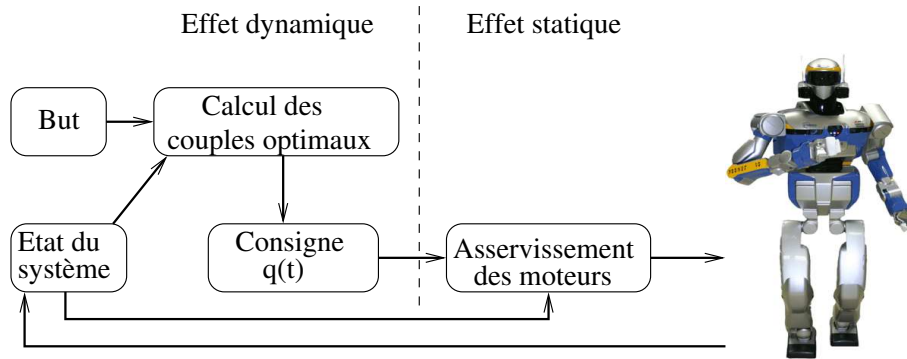 Effet dynamique
Effet statique
But
Calcul des
couples optimaux
Etat du
système
Consigne
q(t)
Asservissement
des moteurs